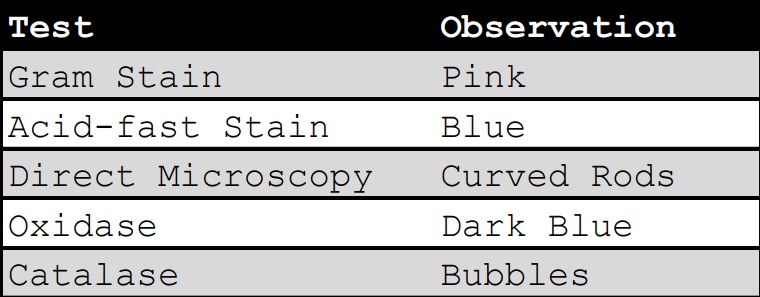 Test Observation
Gram Stain Pink
Acid-fast Stain Blue
Direct Microscopy Curved Rods
Oxidase Dark Blue
Catalase Bubbles